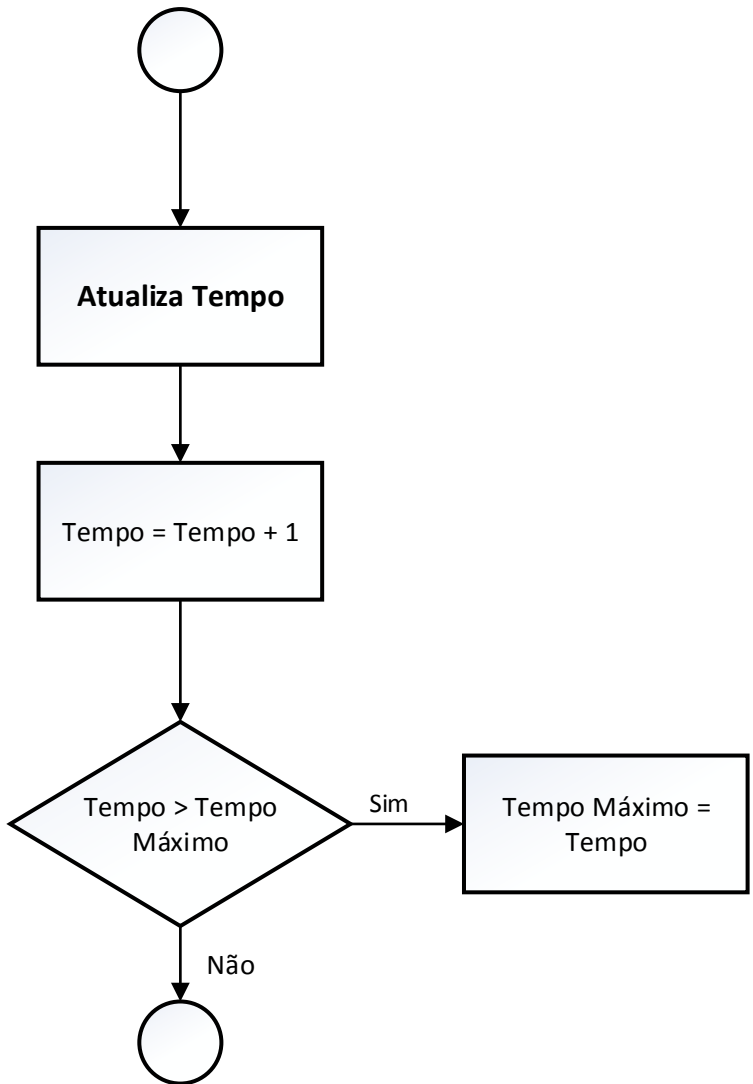 Atualiza Tempo
Tempo = Tempo + 1
Tempo > Tempo
Máximo
Sim
Tempo Máximo =
Tempo
Não